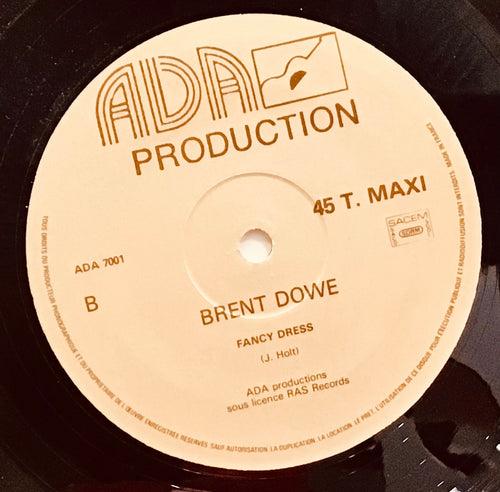 ADA
PRODUCTION
45 T. MAXI
SACEM
SDRM
ADA 7001
B
BRENT DOWE
FANCY DRESS
(J. Holt)
ADA productions
sous licence RAS Records
TOUS DROITS DU PRODUCTEUR PHONOGRAPHIQUE ET DU PROPRIETAIRE DE L'ŒUVRE ENREGISTREE RESERVES SAUF AUTORISATION LA DUPLICATION, LA LOCATION, LE PRET, L'UTILISATION DE CE DISQUE POUR L'EXECUTION PUBLIQUE ET RADIODIFFUSION INTERDITS. MADE IN FRANCE